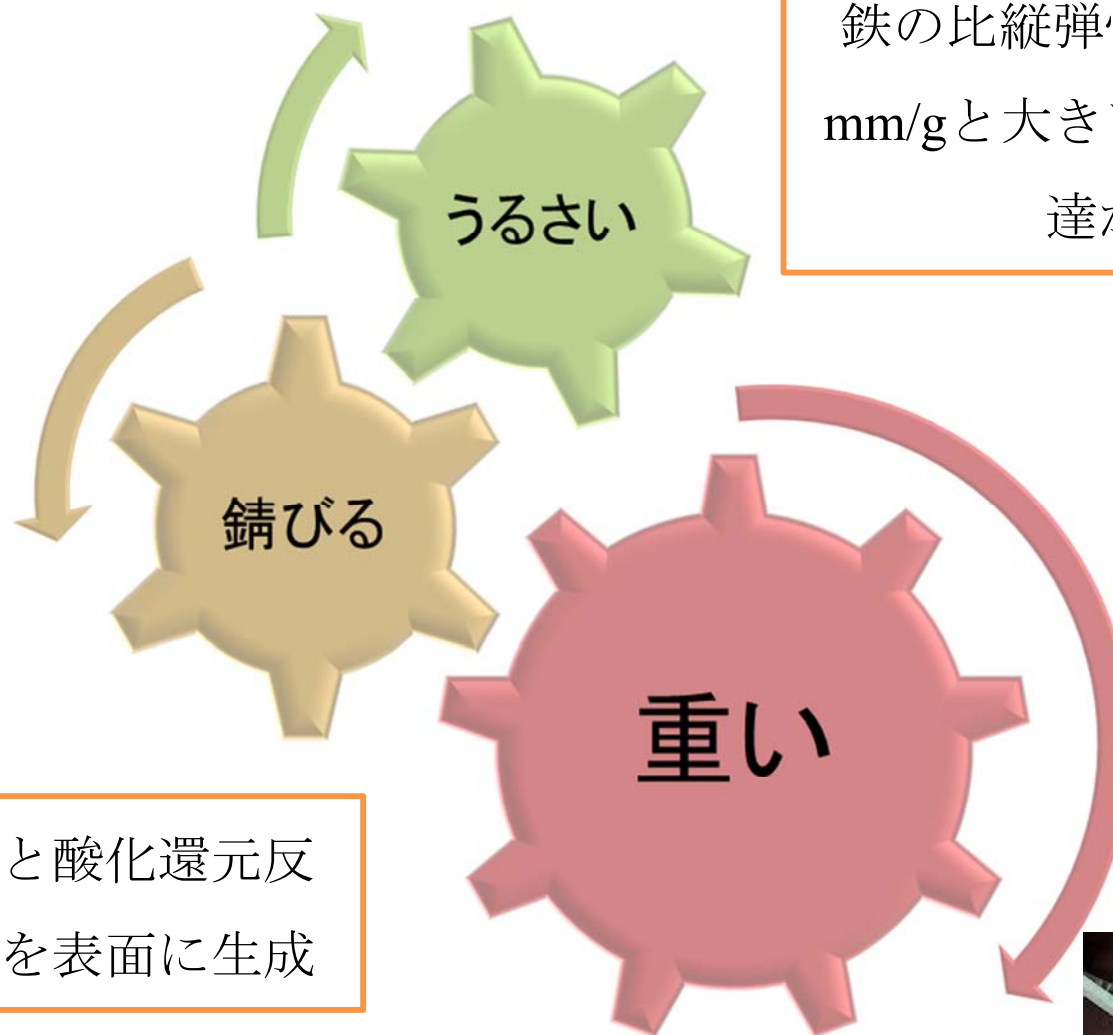 鉄の比縦弾
mm/gと大き
達
うるさい
錆びる
重い
と酸化還元反
を表面に生成